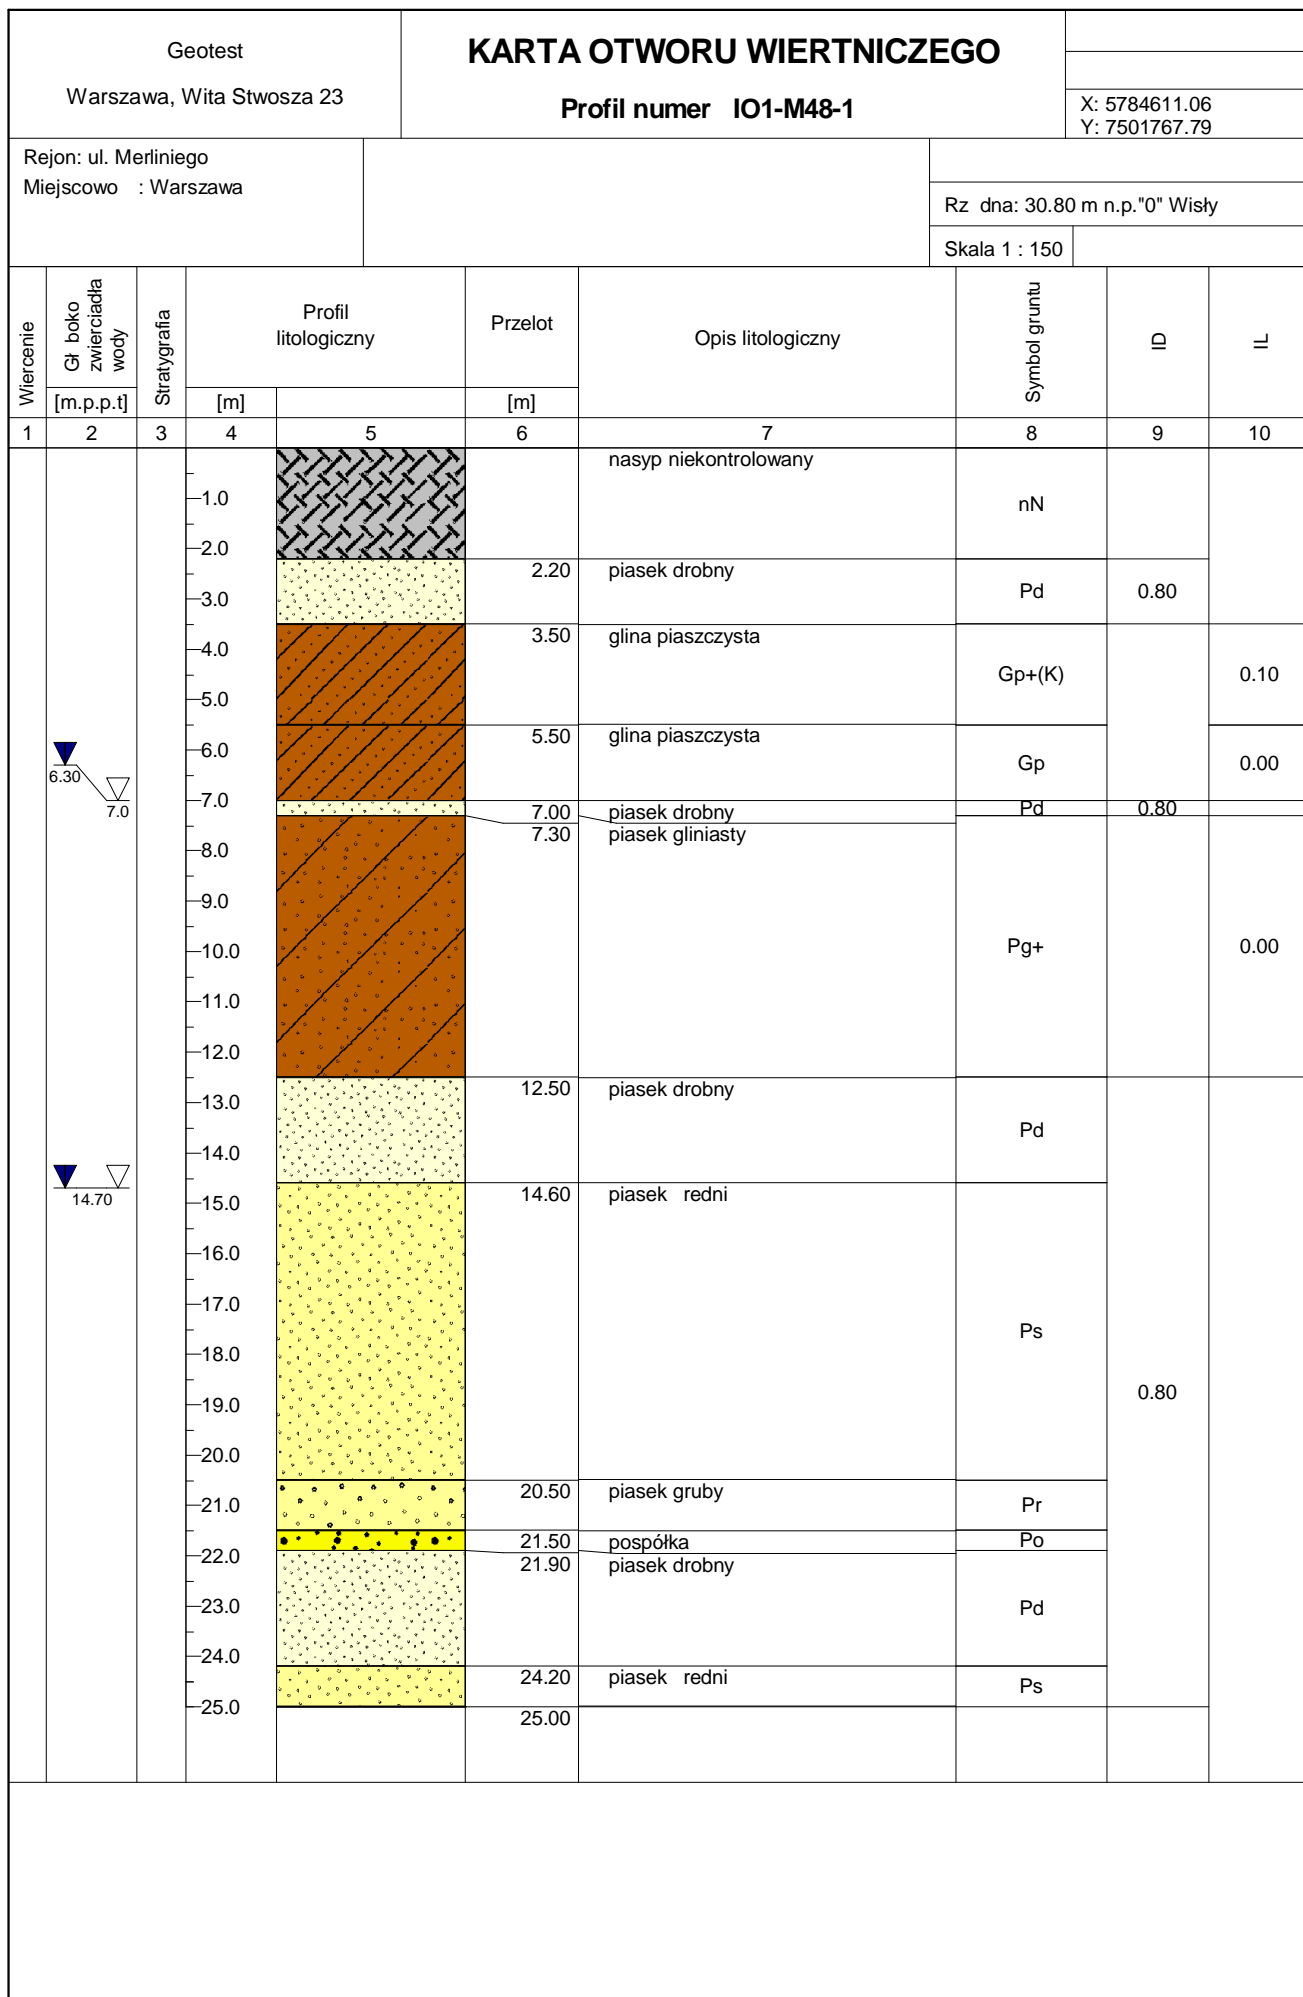 Geotest
Warszawa, Wita Stwosza 23
KARTA OTWORU WIERTNICZEGO
Profil numer IO1-M48-1
X: 5784611.06
Y: 7501767.79
Rejon: ul. Merliniego
Miejscowo : Warszawa
Rz dna: 30.80 m n.p."0" Wisły
Skala 1 : 150
Wiercenie
Gł boko
zwierciadła
wody
[m.p.p.t]
Stratygrafia
Profil
litologiczny
[m]
Przelot
[m]
Opis litologiczny
Symbol gruntu
ID
IL
1 2 3 4 5 6 7 8 9 10
nasyp niekontrolowany
nN
1.0
2.0
2.20 piasek drobny
Pd 0.80
3.0
3.50 glina piaszczysta
4.0
Gp+(K) 0.10
5.0
5.50 glina piaszczysta
6.0
Gp 0.00
6.30
7.0
7.0
7.00 piasek drobny Pd 0.80
7.30 piasek gliniasty
8.0
9.0
10.0
Pg+ 0.00
11.0
12.0
12.50 piasek drobny
13.0
Pd
14.0
14.70
14.60 piasek redni
15.0
16.0
17.0
Ps
18.0
19.0
0.80
20.0
20.50 piasek gruby
21.0
Pr
21.50 pospółka Po
22.0
21.90 piasek drobny
23.0
Pd
24.0
24.20 piasek redni
Ps
25.0
25.00